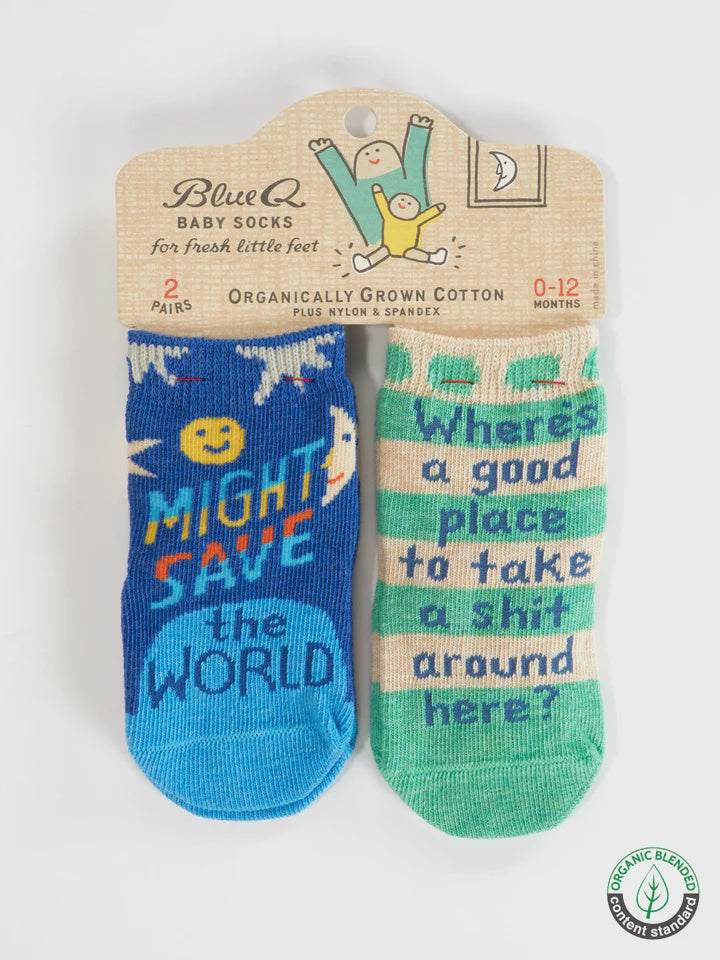 Blue Q
BABY SOCKS
for fresh little feet
2
PAIRS
ORGANICALLY GROWN COTTON
PLUS NYLON & SPANDEX
0-12
MONTHS
made in china
MIGHT
SAVE
the
WORLD
Where's
a good
place
to take
a shit
around
here?
ORGANIC BLENDED
content standard